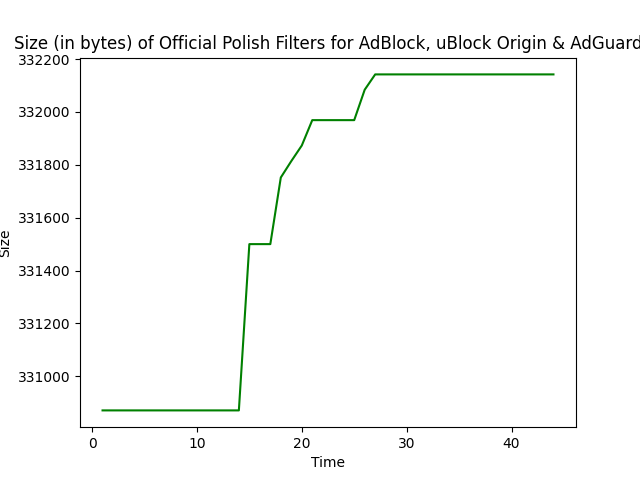 Size (in bytes) of Official Polish Filters for AdBlock, uBlock Origin & AdGuard
332200
332000
331800
331600
331400
331200
331000
Size
0 10 20 30 40
Time